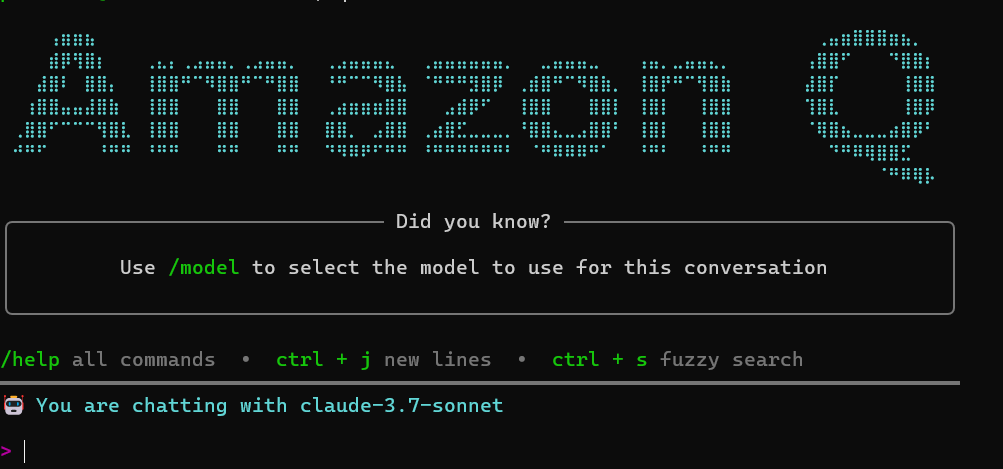 Amazon Q
Did you know?
Use /model to select the model to use for this conversation
/help all commands • ctrl + j new lines • ctrl + s fuzzy search
You are chatting with claude-3.7-sonnet
>